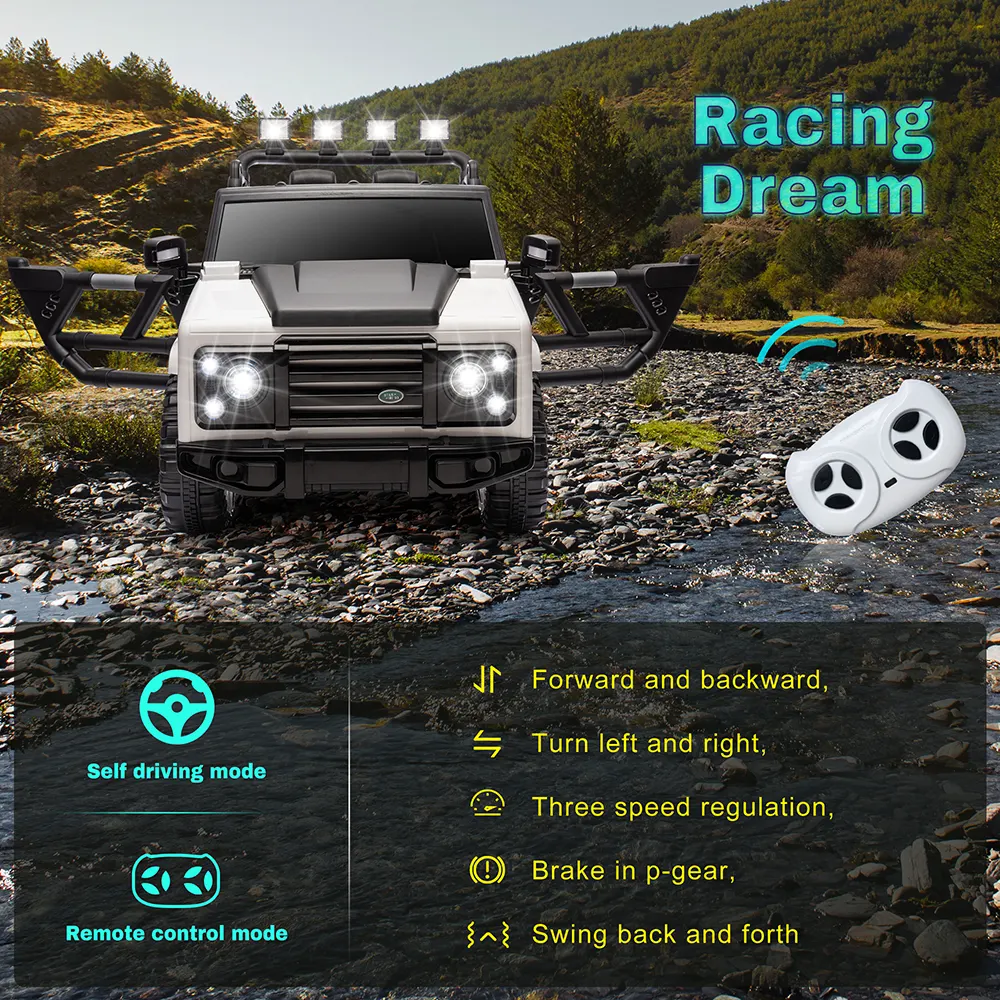 Racing
Dream
Self driving mode
Remote control mode
Forward and backward,
Turn left and right,
Three speed regulation,
Brake in p-gear,
Swing back and forth